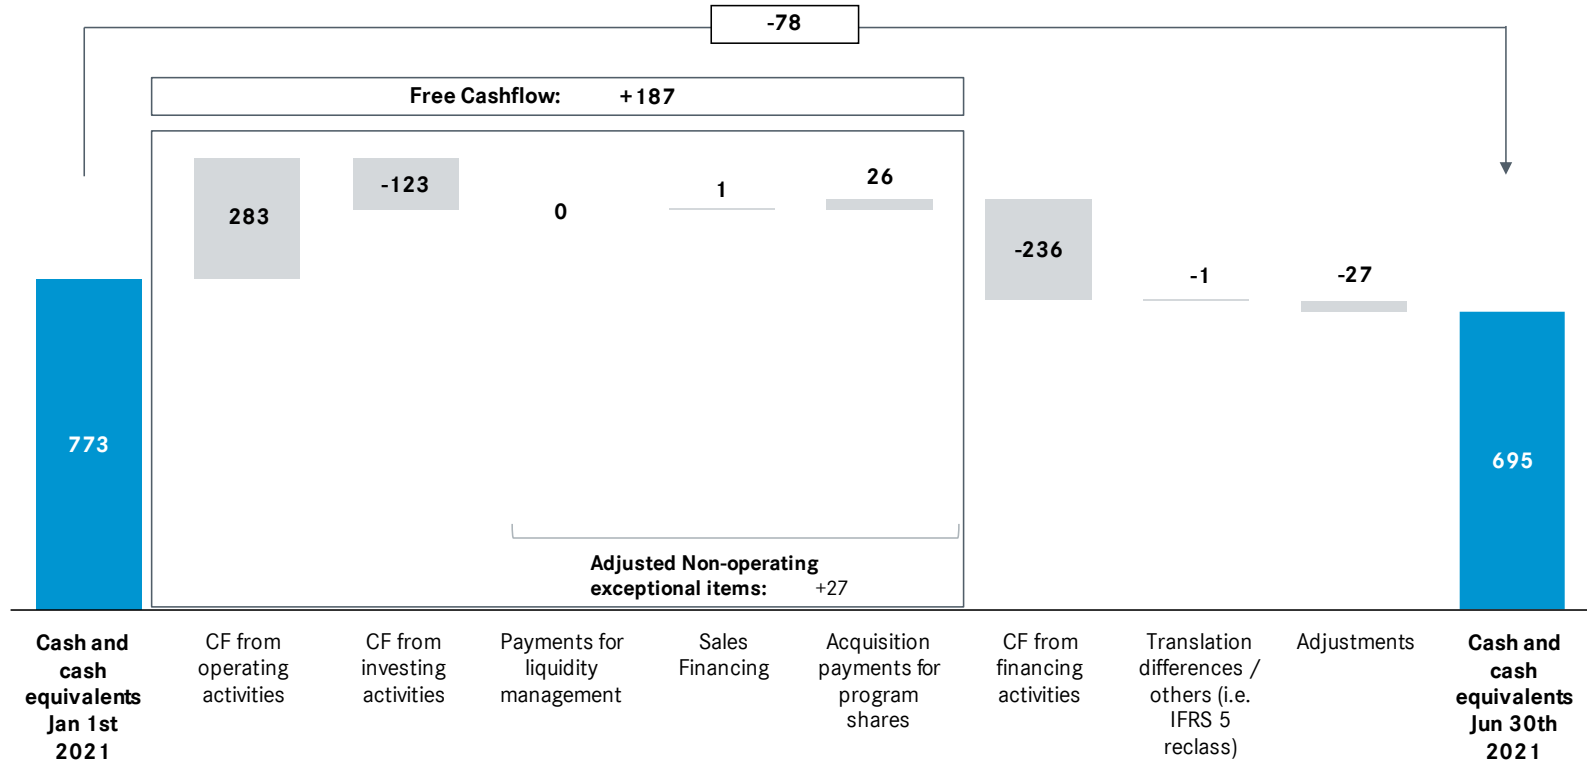 -78
Free Cashflow: +187
283
-123
0
1
26
-236
-1
-27
773
695
Adjusted Non-operating
exceptional items: +27
Cash and
cash
equivalents
Jan 1st
2021
CF from
operating
activities
CF from
investing
activities
Payments for
liquidity
management
Sales
Financing
Acquisition
payments for
program
shares
CF from
financing
activities
Translation
differences /
others (i.e.
IFRS 5
reclass)
Adjustments
Cash and
cash
equivalents
Jun 30th
2021